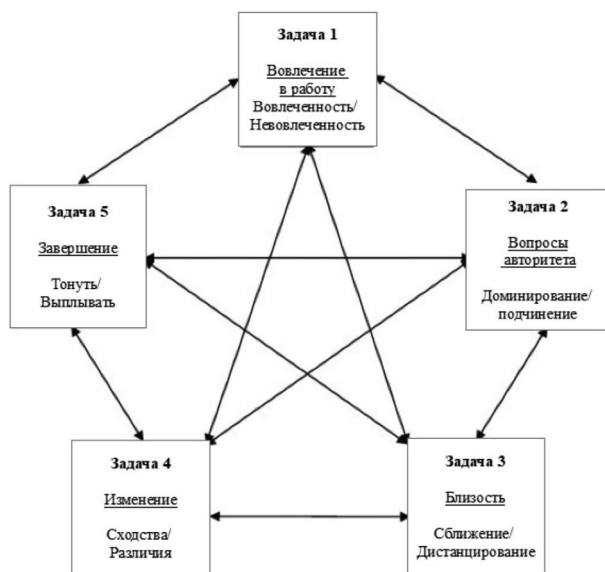 Задача 1
Вовлечение
в работу
Вовлеченность/
Невовлеченность
Задача 5
Завершение
Тонуть/
Выплывать
Задача 2
Вопросы
авторитета
Доминирование/
подчинение
Задача 4
Изменение
Сходства/
Различия
Задача 3
Близость
Сближение/
Дистанцирование